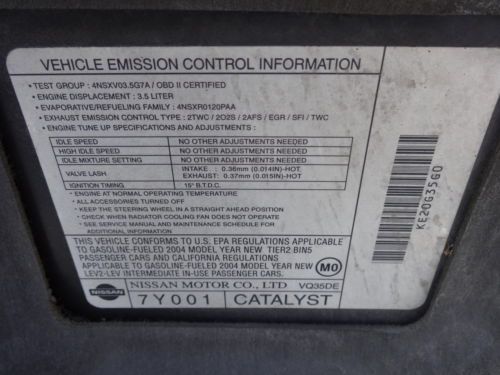 VEHICLE EMISSION CONTROL INFORMATION
• TEST GROUP : 4NSXV03.5G7A / OBD II CERTIFIED
• ENGINE DISPLACEMENT : 3.5 LITER
• EVAPORATIVE/REFUELING FAMILY : 4NSXR0120PAA
• EXHAUST EMISSION CONTROL TYPE : 2TWC / 2O2S / 2AFS / EGR / SFI / TWC
• ENGINE TUNE UP SPECIFICATIONS AND ADJUSTMENTS :
IDLE SPEED NO OTHER ADJUSTMENTS NEEDED
HIGH IDLE SPEED NO OTHER ADJUSTMENTS NEEDED
IDLE MIXTURE SETTING NO OTHER ADJUSTMENTS NEEDED
VALVE LASH INTAKE : 0.36mm (0.014IN)-HOT
EXHAUST: 0.37mm (0.015IN)-HOT
IGNITION TIMING 15° B.T.D.C.
• ENGINE AT NORMAL OPERATING TEMPERATURE
• ALL ACCESSORIES TURNED OFF
• KEEP THE STEERING WHEEL IN A STRAIGHT AHEAD POSITION
• CHECK WHETHER RADIATOR COOLING FAN DOES NOT OPERATE
• SEE SERVICE MANUAL AND MAINTENANCE SCHEDULE FOR
ADDITIONAL INFORMATION
THIS VEHICLE CONFORMS TO U.S. EPA REGULATIONS APPLICABLE
TO GASOLINE-FUELED 2004 MODEL YEAR NEW TIER2 BIN5
PASSENGER CARS AND CALIFORNIA REGULATIONS
APPLICABLE TO GASOLINE-FUELED 2004 MODEL YEAR NEW
LEV2-LEV INTERMEDIATE IN-USE PASSENGER CARS.
M0
NISSAN
NISSAN MOTOR CO., LTD VQ35DE
7Y001 CATALYST
KE20G3560